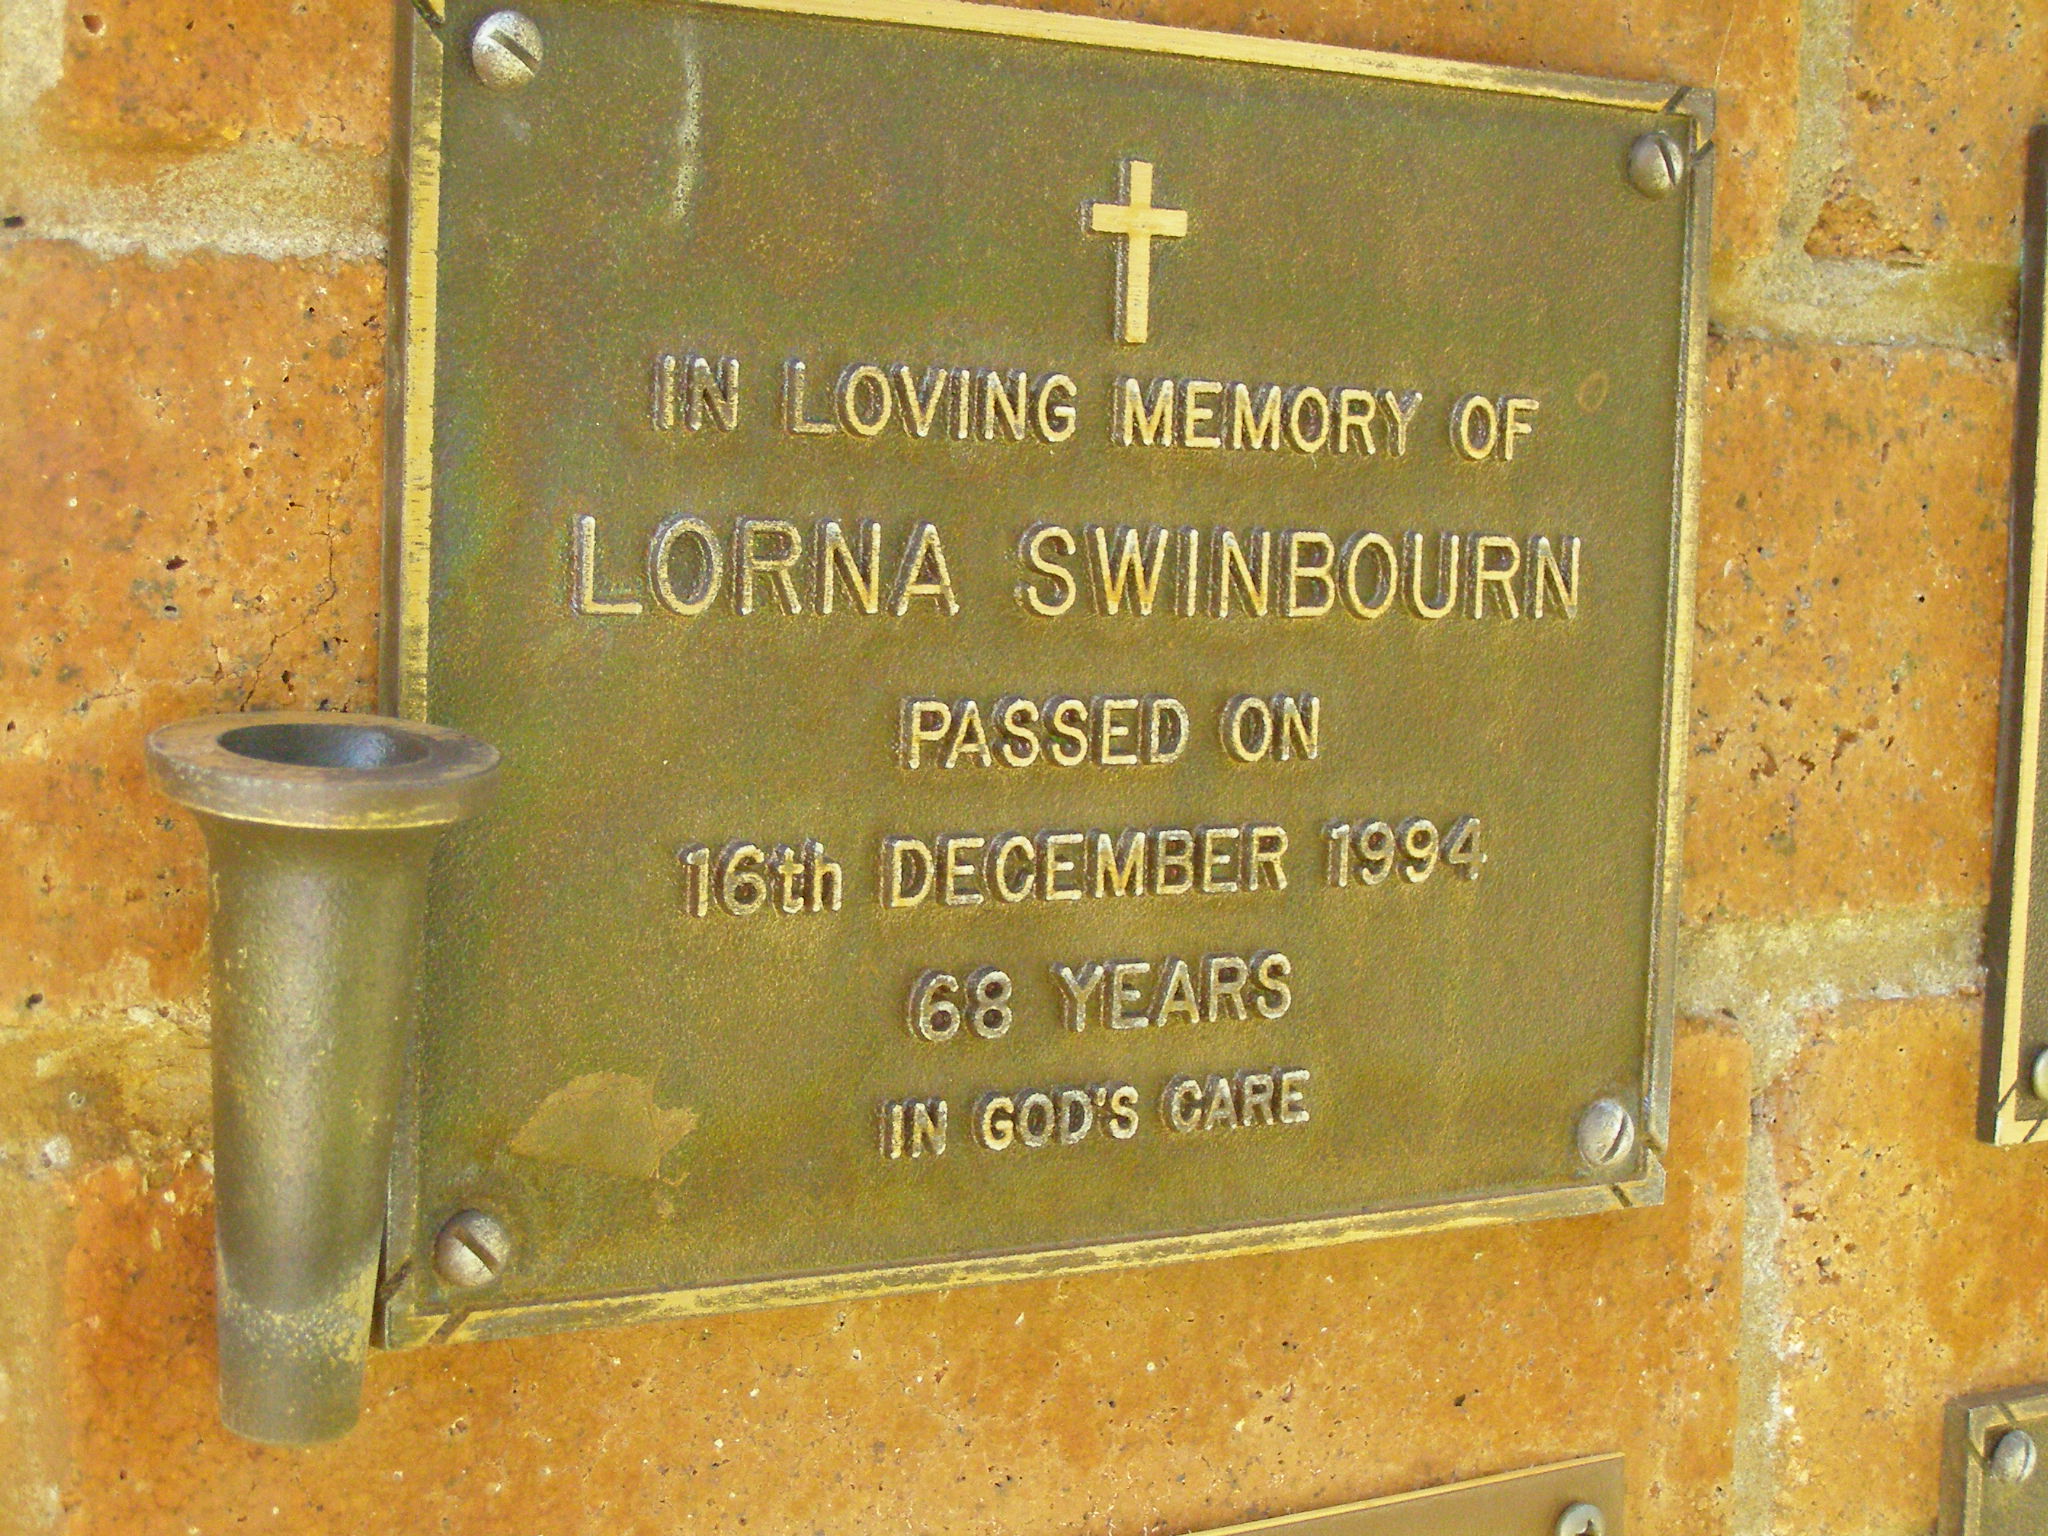 IN LOVING MEMORY OF
LORNA SWINBOURN
PASSED ON
16th DECEMBER 1994
68 YEARS
IN GOD'S CARE